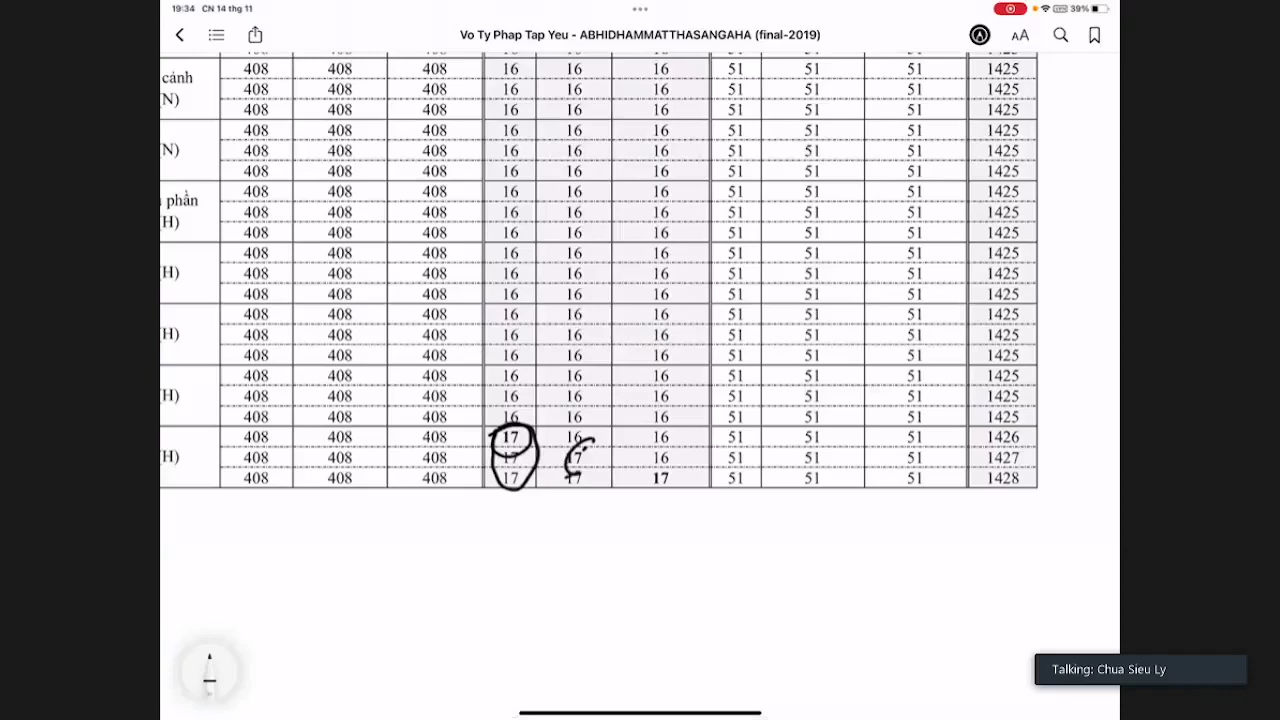 19:34 CN 14 thg 11
39%
Vo Ty Phap Tap Yeu - ABHIDHAMMATTHASANGAHA (final-2019)
AA
cảnh
(N)
408 408 408 16 16 16 51 51 51 1425
408 408 408 16 16 16 51 51 51 1425
408 408 408 16 16 16 51 51 51 1425
(N)
408 408 408 16 16 16 51 51 51 1425
408 408 408 16 16 16 51 51 51 1425
408 408 408 16 16 16 51 51 51 1425
phần
(H)
408 408 408 16 16 16 51 51 51 1425
408 408 408 16 16 16 51 51 51 1425
408 408 408 16 16 16 51 51 51 1425
(H)
408 408 408 16 16 16 51 51 51 1425
408 408 408 16 16 16 51 51 51 1425
408 408 408 16 16 16 51 51 51 1425
(H)
408 408 408 16 16 16 51 51 51 1425
408 408 408 16 16 16 51 51 51 1425
408 408 408 16 16 16 51 51 51 1425
(H)
408 408 408 16 16 16 51 51 51 1425
408 408 408 16 16 16 51 51 51 1425
408 408 408 16 16 16 51 51 51 1425
(H)
408 408 408 17 16 16 51 51 51 1426
408 408 408 17 17 16 51 51 51 1427
408 408 408 17 17 17 51 51 51 1428
Talking: Chua Sieu Ly